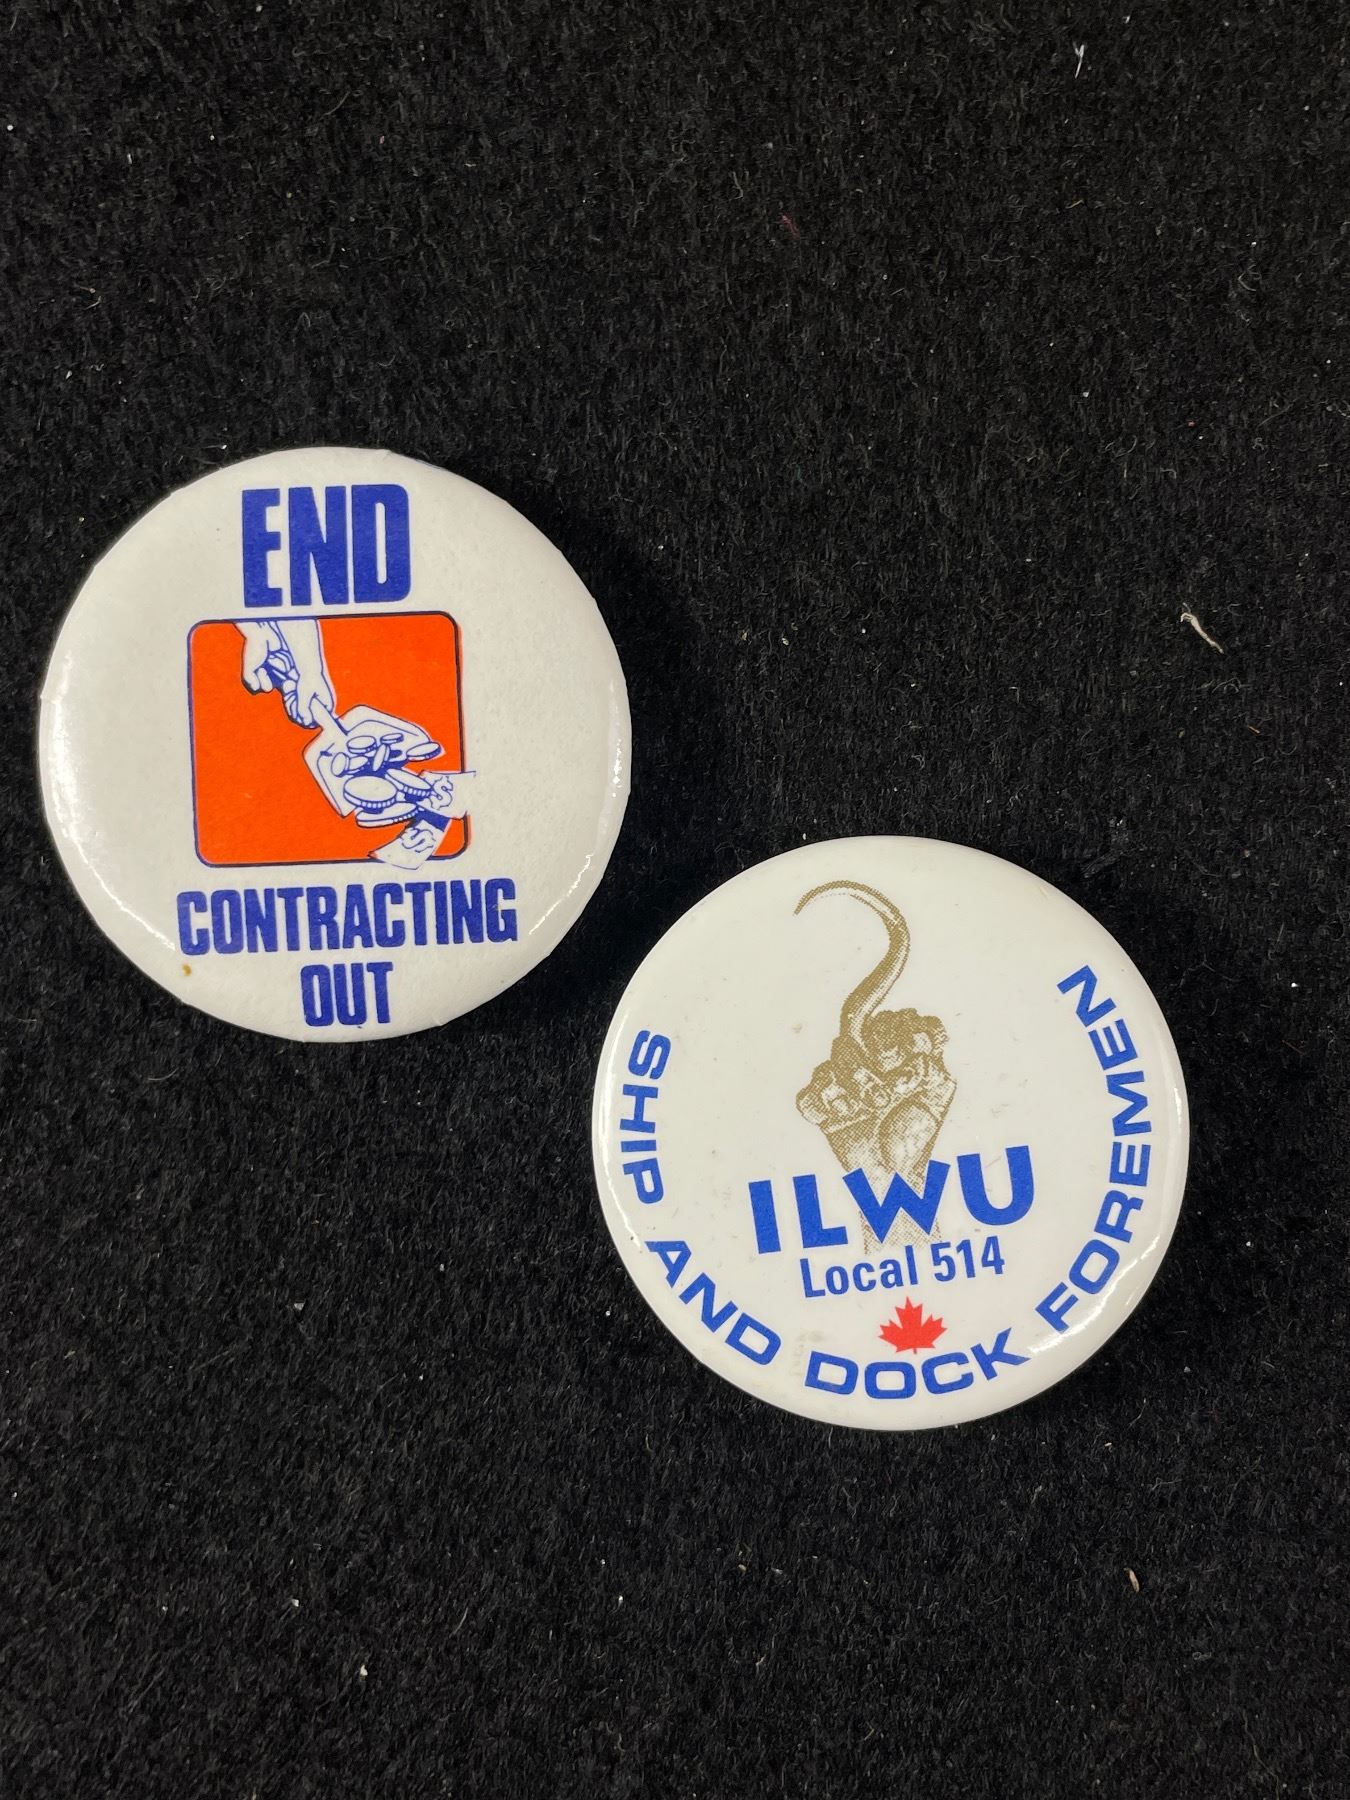 END
$
$
CONTRACTING
OUT
ILWU
Local 514
SHIP AND DOCK FOREMEN